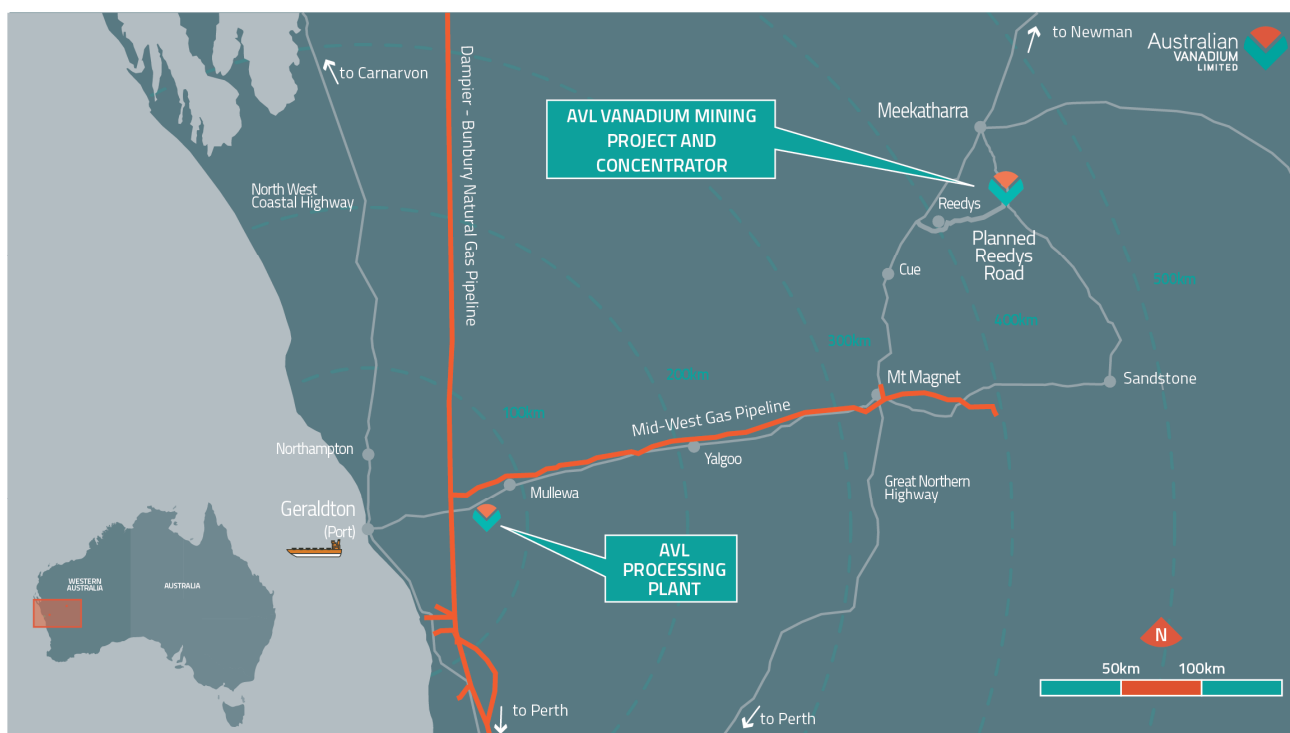 to Newman
Australian
VANADIUM
LIMITED
to Carnarvon
Dampier - Bunbury Natural Gas Pipeline
AVL VANADIUM MINING
PROJECT AND
CONCENTRATOR
Meekatharra
North West
Coastal Highway
Reedys
Planned
Reedys
Road
Cue
500km
400km
300km
200km
100km
Mt Magnet
Sandstone
Mid-West Gas Pipeline
Northampton
Yalgoo
Mullewa
Great Northern
Highway
Geraldton
(Port)
AVL
PROCESSING
PLANT
WESTERN
AUSTRALIA
AUSTRALIA
N
50km
100km
to Perth
to Perth